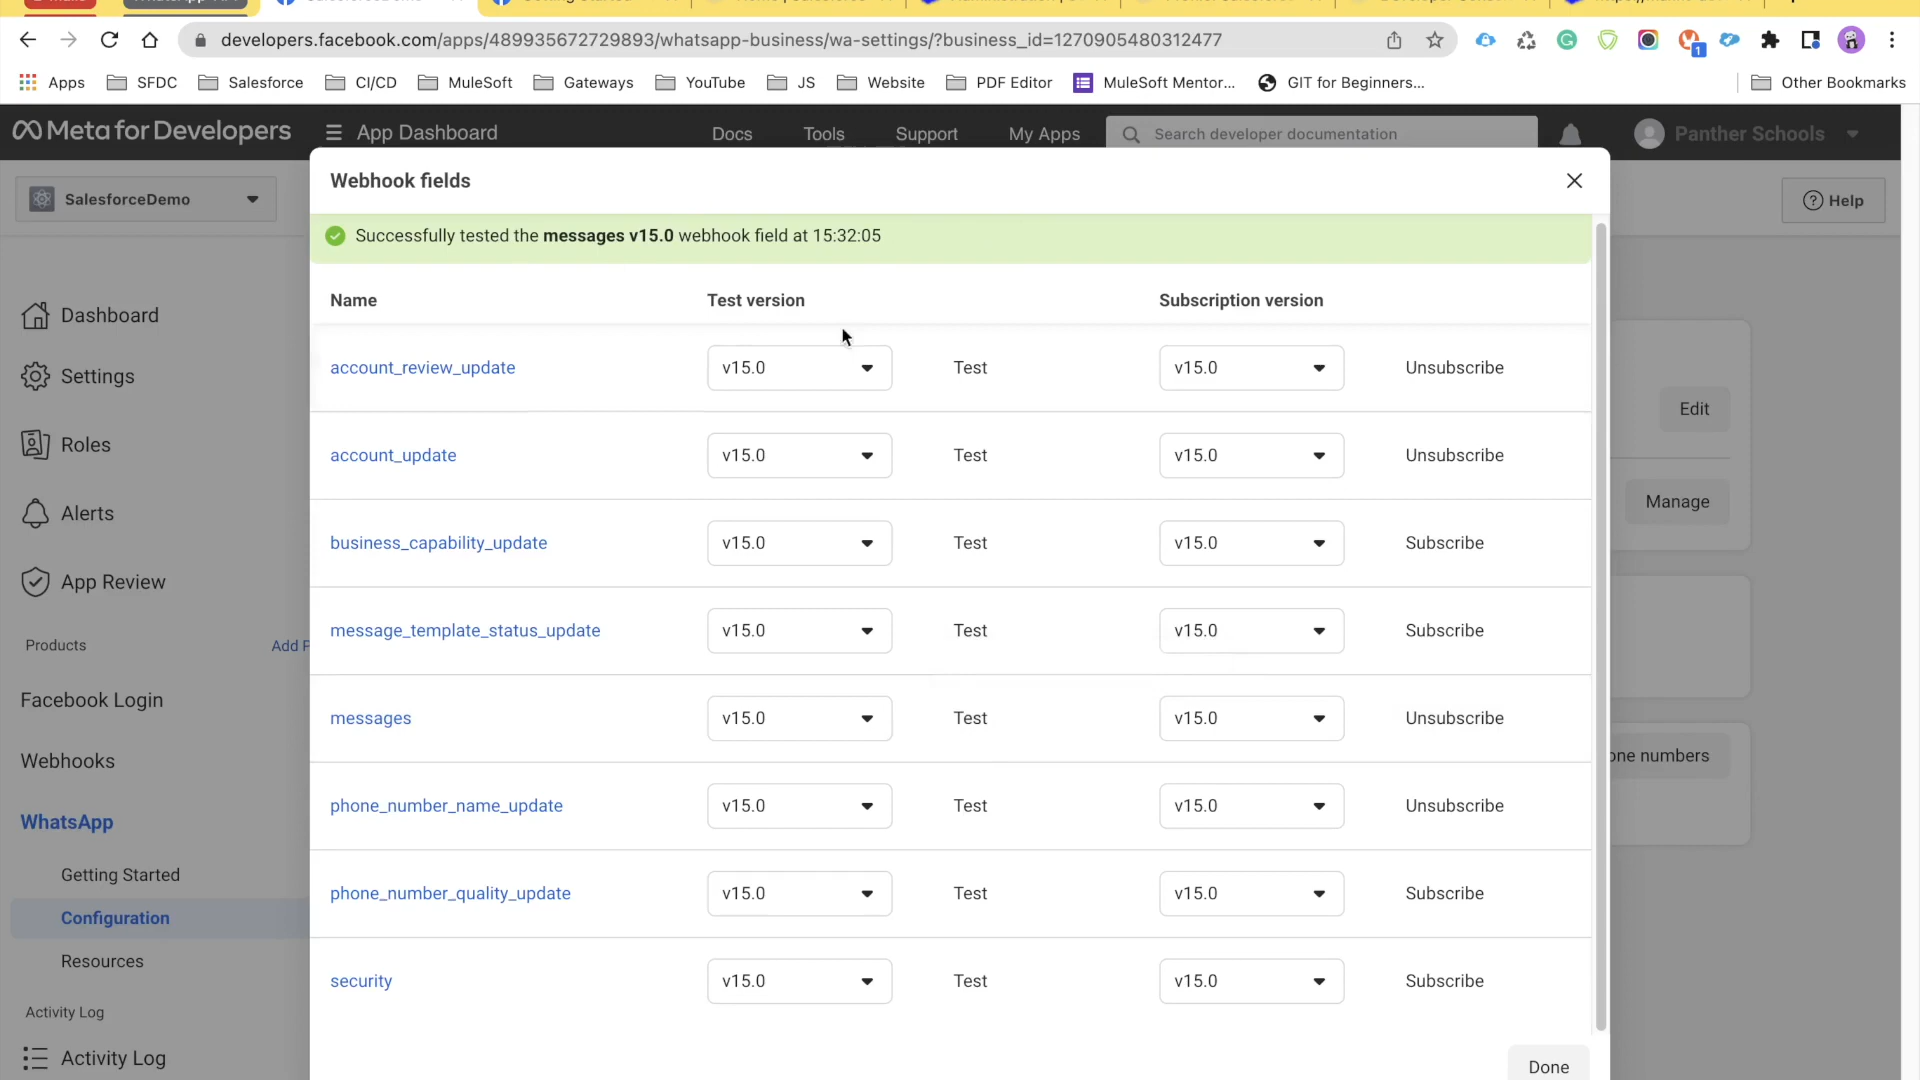 developers.facebook.com/apps/489935672729893/whatsapp-business/wa-settings/?business_id=1270905480312477
1
Apps SFDC Salesforce CI/CD MuleSoft Gateways YouTube JS Website PDF Editor MuleSoft Mentor... GIT for Beginners... Other Bookmarks
Meta for Developers App Dashboard Docs Tools Support My Apps Search developer documentation Panther Schools
Webhook fields
SalesforceDemo
Help
Successfully tested the messages v15.0 webhook field at 15:32:05
Name Test version Subscription version
Dashboard
account_review_update v15.0 Test v15.0 Unsubscribe
Settings
Edit
Roles
account_update v15.0 Test v15.0 Unsubscribe
Manage
Alerts
business_capability_update v15.0 Test v15.0 Subscribe
App Review
message_template_status_update v15.0 Test v15.0 Subscribe
Products Add P
Facebook Login
messages v15.0 Test v15.0 Unsubscribe
one numbers
Webhooks
phone_number_name_update v15.0 Test v15.0 Unsubscribe
WhatsApp
Getting Started
phone_number_quality_update v15.0 Test v15.0 Subscribe
Configuration
Resources
security v15.0 Test v15.0 Subscribe
Activity Log
Activity Log
Done